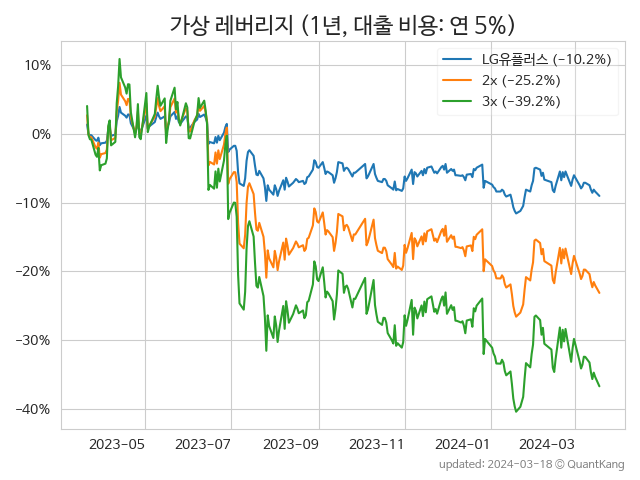 가상 레버리지 (1년, 대출 비용: 연 5%)
LG유플러스 (−10.2%)
2x (−25.2%)
3x (−39.2%)
10%
0%
−10%
−20%
−30%
−40%
2023-05 2023-07 2023-09 2023-11 2024-01 2024-03
updated: 2024-03-18 © QuantKang